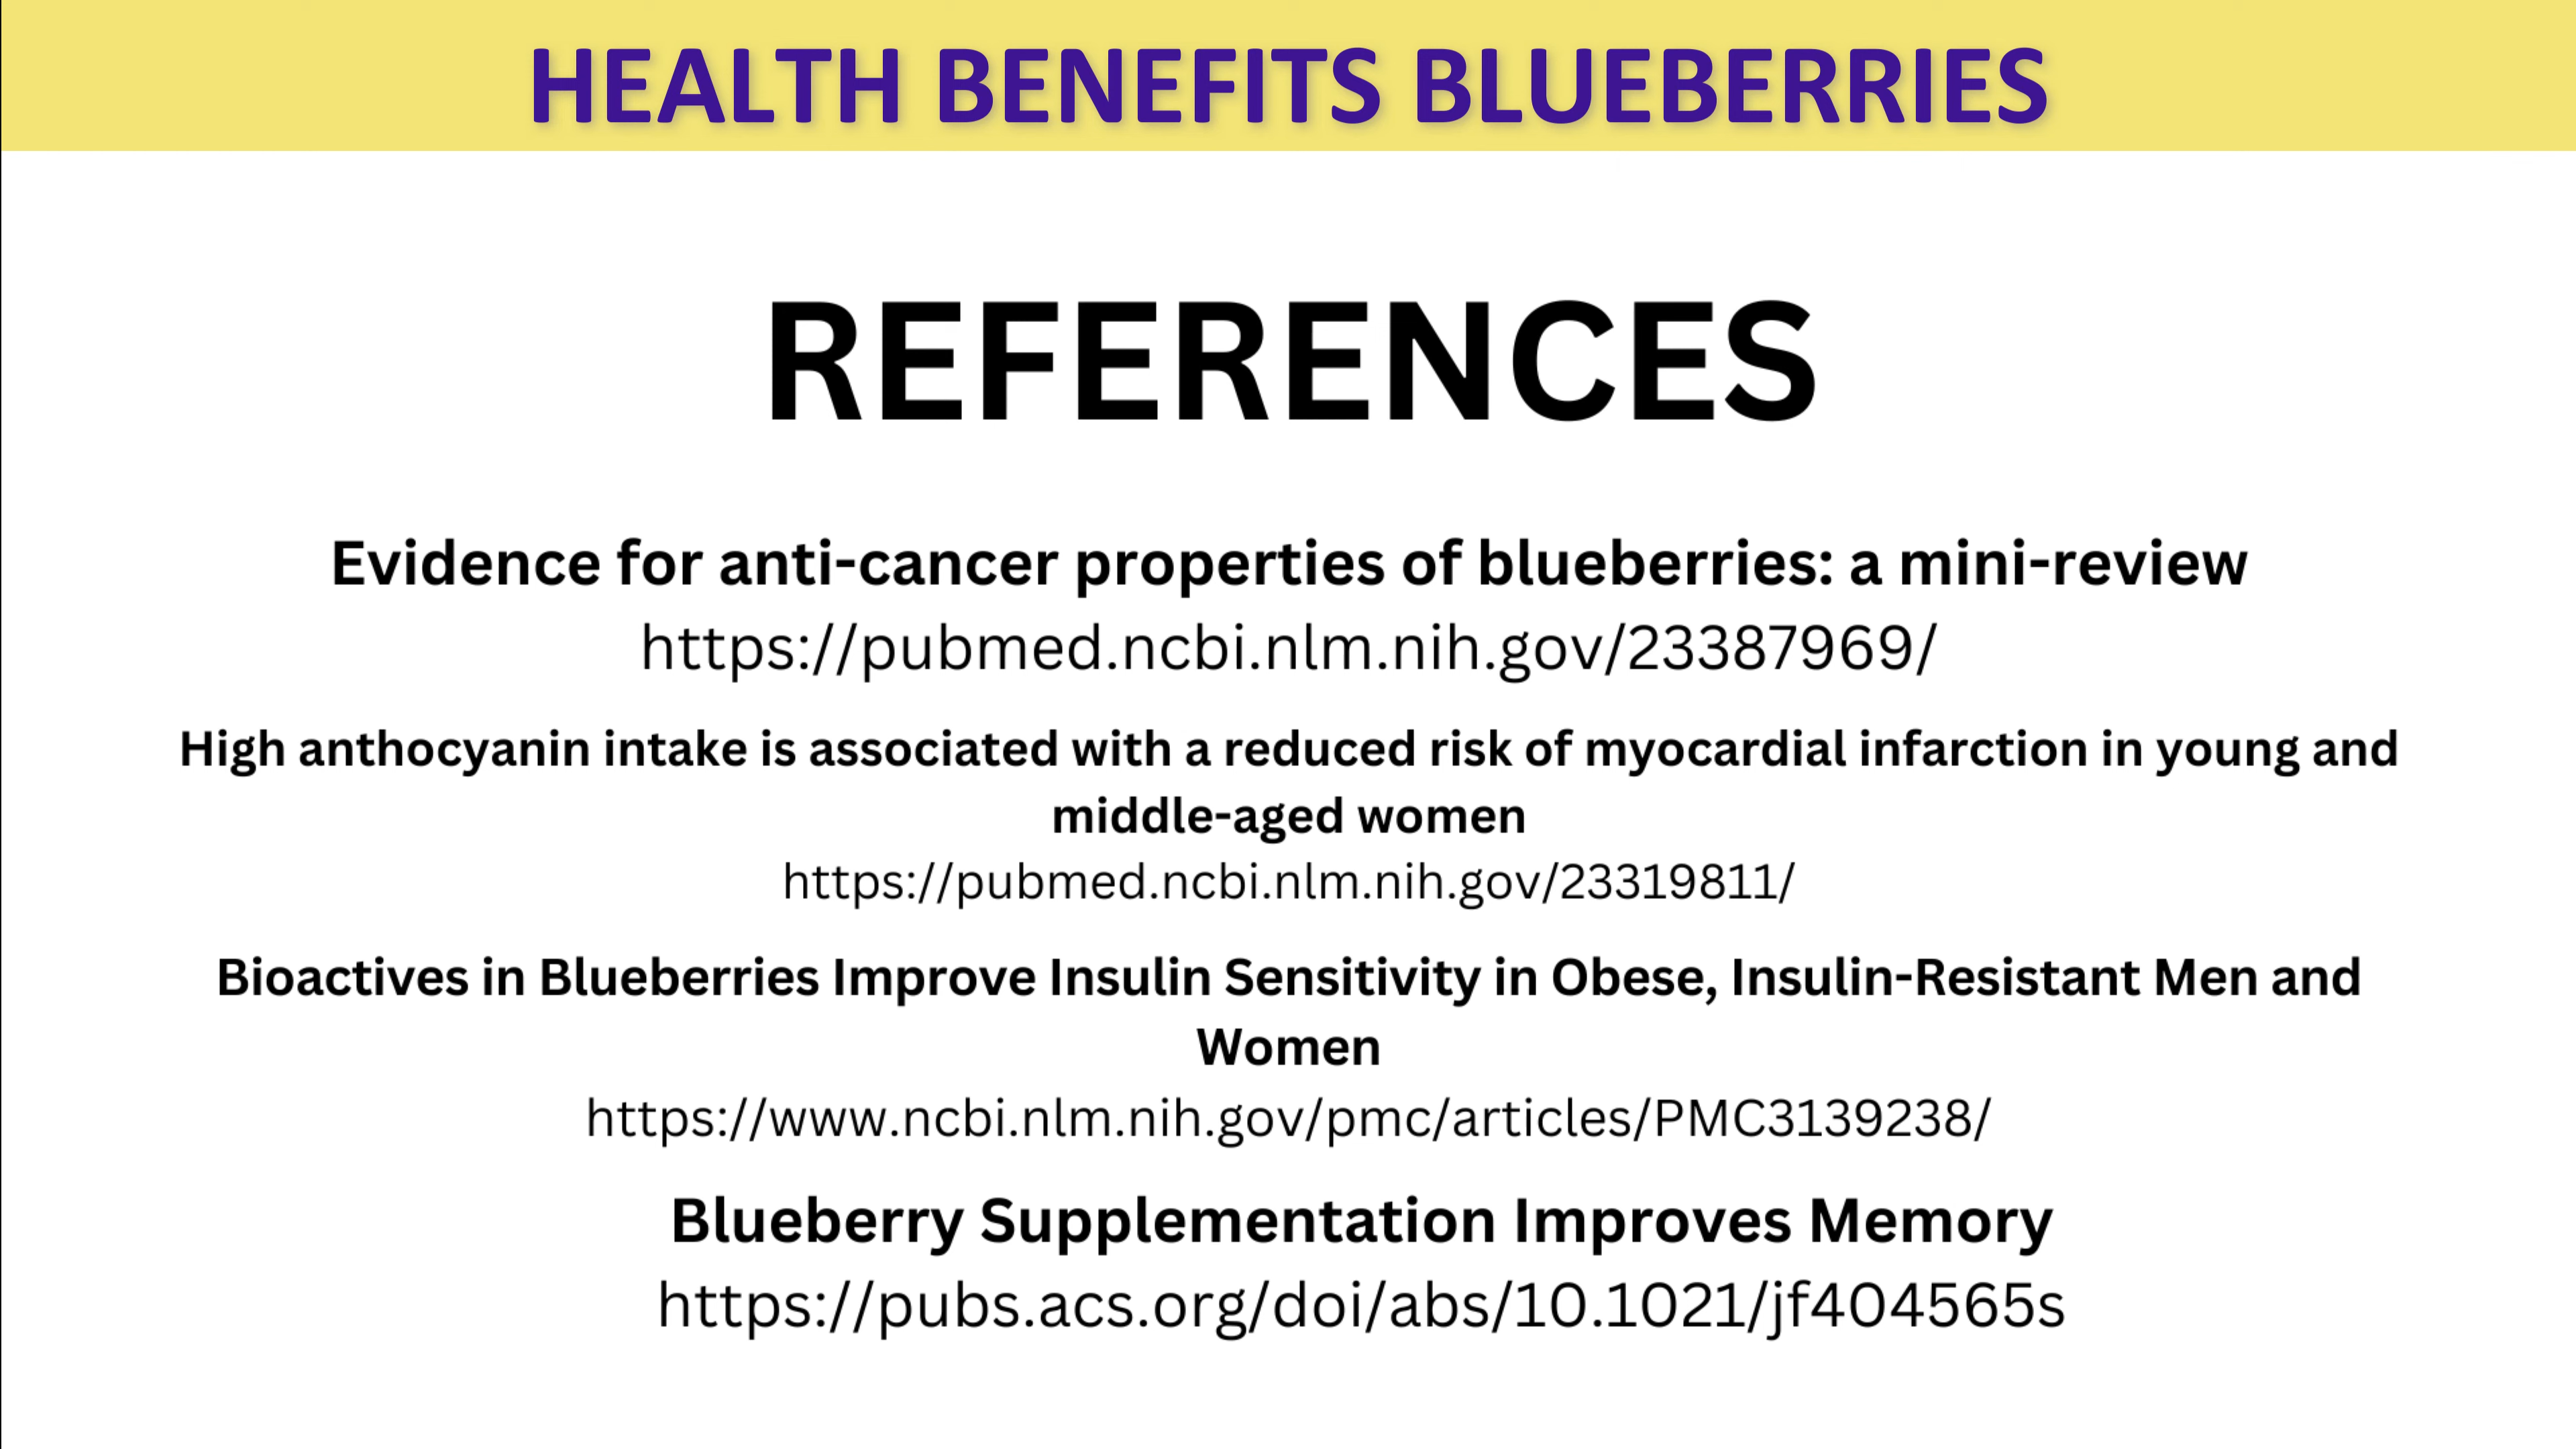 HEALTH BENEFITS BLUEBERRIES
REFERENCES
Evidence for anti-cancer properties of blueberries: a mini-review
https://pubmed.ncbi.nlm.nih.gov/23387969/
High anthocyanin intake is associated with a reduced risk of myocardial infarction in young and
middle-aged women
https://pubmed.ncbi.nlm.nih.gov/23319811/
Bioactives in Blueberries Improve Insulin Sensitivity in Obese, Insulin-Resistant Men and
Women
https://www.ncbi.nlm.nih.gov/pmc/articles/PMC3139238/
Blueberry Supplementation Improves Memory
https://pubs.acs.org/doi/abs/10.1021/jf404565s